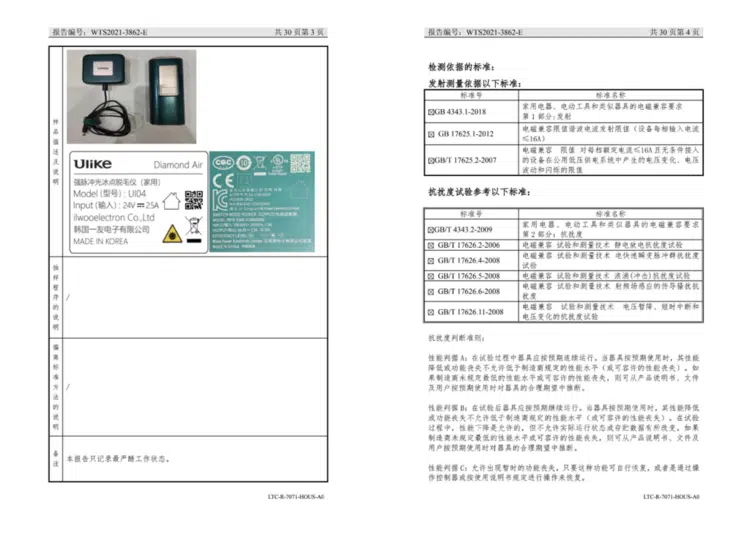 报告编号：WTS2021-3862-E
共 30 页第 3 页
样品描述及说明
ULIKE
Ulike
Diamond Air
强脉冲光冰点脱毛仪（家用）
Model (型号) : UI04
Input (输入) : 24V 2.5A
ilwooelectron Co.,Ltd
韩国一友电子有限公司
MADE IN KOREA
抽样程序的说明
/
偏离标准方法的说明
/
备注
本报告只记录最严酷工作状态。
LTC-R-7071-HOUS-A0
报告编号：WTS2021-3862-E
共 30 页第 4 页
检测依据的标准：
发射测量依据以下标准：
标准号 标准名称
☒GB 4343.1-2018 家用电器、电动工具和类似器具的电磁兼容要求
第 1 部分：发射
☒ GB 17625.1-2012 电磁兼容限值谐波电流发射限值（设备每相输入电流
≤16A）
☒GB/T 17625.2-2007 电磁兼容 限值 对每相额定电流≤16A且无条件接入
的设备在公用低压供电系统中产生的电压变化、电压
波动和闪烁的限值
抗扰度试验参考以下标准：
标准号 标准名称
☒GB/T 4343.2-2009 家用电器、电动工具和类似器具的电磁兼容要求
第 2 部分：抗扰度
☒ GB/T 17626.2-2006 电磁兼容 试验和测量技术 静电放电抗扰度试验
☒ GB/T 17626.4-2008 电磁兼容 试验和测量技术 电快速瞬变脉冲群抗扰度
试验
☒ GB/T 17626.5-2008 电磁兼容 试验和测量技术 浪涌(冲击)抗扰度试验
☒ GB/T 17626.6-2008 电磁兼容 试验和测量技术 射频场感应的传导骚扰抗
扰度
☒ GB/T 17626.11-2008 电磁兼容 试验和测量技术 电压暂降、短时中断和
电压变化的抗扰度试验
抗扰度判断准则：
性能判据 A：在试验过程中器具应按预期连续运行。当器具按预期使用时，其性能
降低或功能丧失不允许低于制造商规定的性能水平（或可容许的性能丧失）。如
果制造商未规定最低的性能水平或可容许的性能丧失，则可从产品说明书、文件
及用户按预期使用时对器具的合理期望中推断。
性能判据 B：在试验后器具应按预期继续运行。当器具按预期使用时，其性能降低
或功能丧失不允许低于制造商规定的性能水平（或可容许的性能丧失）。在试验
过程中，性能下降是允许的，但不允许实际运行状态或存贮数据有所改变。如果
制造商未规定最低的性能水平或可容许的性能丧失，则可从产品说明书、文件及
用户按预期使用时对器具的合理期望中推断。
性能判据 C：允许出现暂时的功能丧失，只要这种功能可自行恢复，或者是通过操
作控制器或按使用说明书规定进行操作来恢复。
LTC-R-7071-HOUS-A0